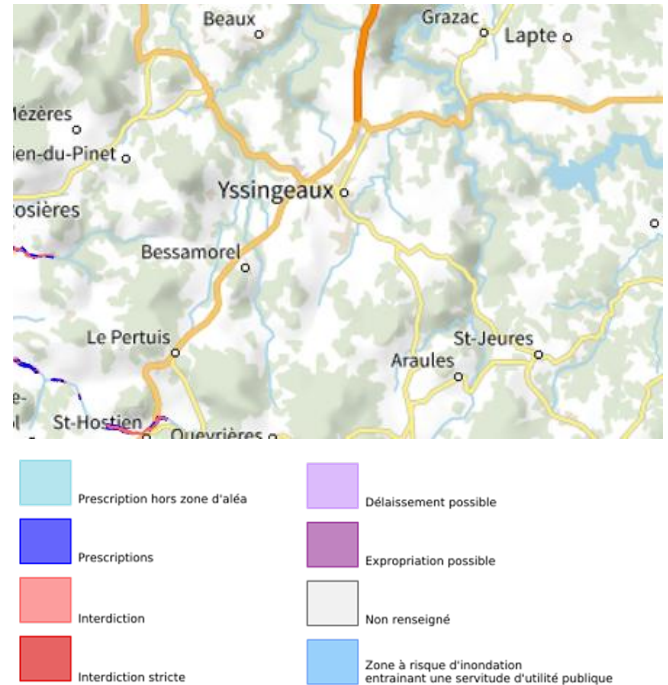 Beaux
Grazac
Lapte
Mézères
ien-du-Pinet
Yssingeaux
osières
Bessamorel
Le Pertuis
St-Jeures
Araules
e-
ol
St-Hostien
Queyrières
Prescription hors zone d'aléa
Délaissement possible
Prescriptions
Expropriation possible
Interdiction
Non renseigné
Interdiction stricte
Zone à risque d'inondation
entrainant une servitude d'utilité publique